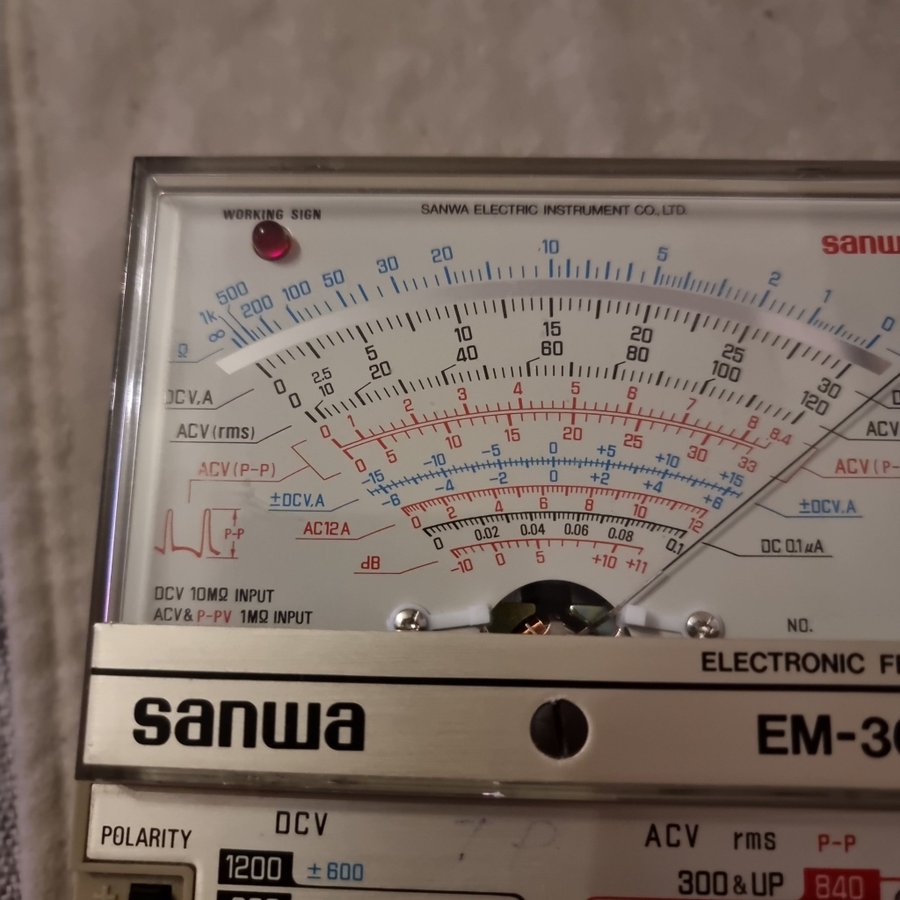 WORKING SIGN
SANWA ELECTRIC INSTRUMENT CO., LTD.
sanw
Ω ∞ 1k 500 200 100 50 30 20 10 5 2 1 0
DCV,A 0 5 10 15 20 25 30
0 10 20 40 60 80 100 120
2.5
ACV(rms)
ACV
0 1 2 3 4 5 6 7 8 8.4
ACV(P-P)
ACV(P-
0 5 10 15 20 25 30 33
±DCV,A
-15 -10 -5 0 +5 +10 +15
±DCV,A
-6 -4 -2 0 +2 +4 +6
AC12A
0 2 4 6 8 10 12
P-P
0 0.02 0.04 0.06 0.08 0.1
DC 0.1μA
dB
-10 0 5 +10 +11
DCV 10MΩ INPUT
ACV & P-PV 1MΩ INPUT
NO.
ELECTRONIC
sanwa
EM-3
POLARITY
DCV
ACV rms P-P
1200 ±600
300 & UP 840